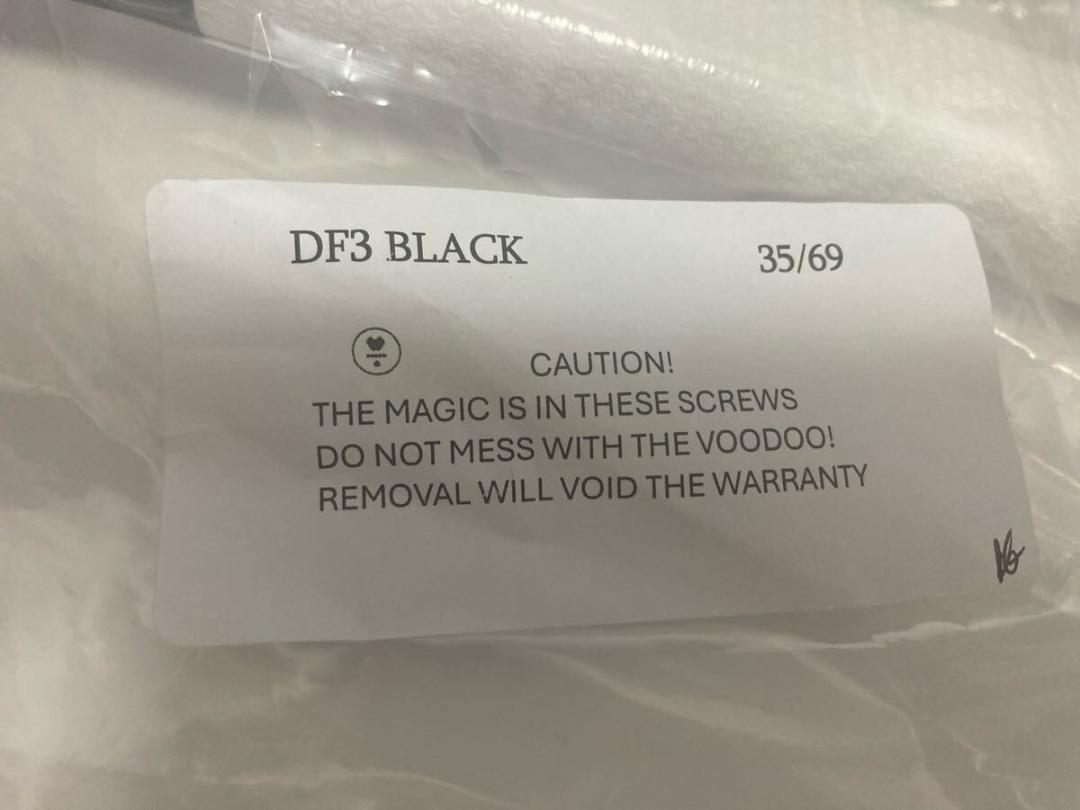 DF3 BLACK 35/69
CAUTION!
THE MAGIC IS IN THESE SCREWS
DO NOT MESS WITH THE VOODOO!
REMOVAL WILL VOID THE WARRANTY